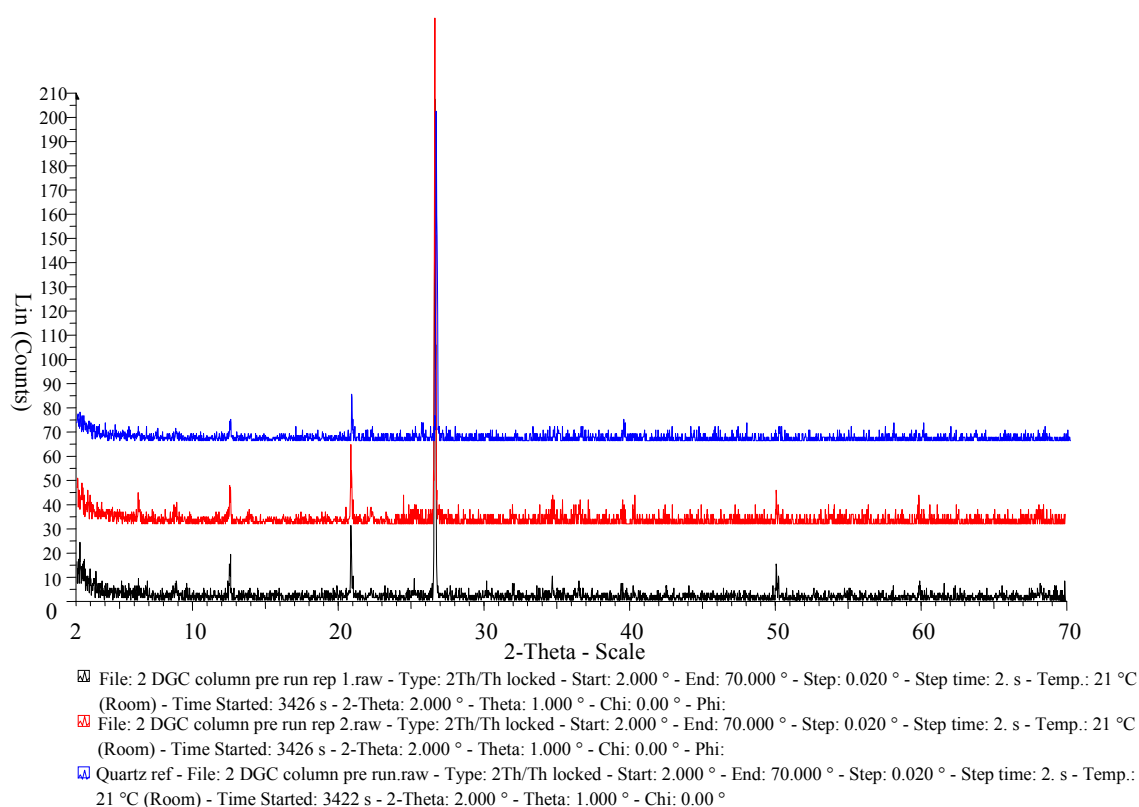 210
200
190
180
170
160
150
140
130
120
110
100
90
80
70
60
50
40
30
20
10
0
Lin (Counts)
2 10 20 30 40 50 60 70
2-Theta - Scale
File: 2 DGC column pre run rep 1.raw - Type: 2Th/Th locked - Start: 2.000 ° - End: 70.000 ° - Step: 0.020 ° - Step time: 2. s - Temp.: 21 °C
(Room) - Time Started: 3426 s - 2-Theta: 2.000 ° - Theta: 1.000 ° - Chi: 0.00 ° - Phi:
File: 2 DGC column pre run rep 2.raw - Type: 2Th/Th locked - Start: 2.000 ° - End: 70.000 ° - Step: 0.020 ° - Step time: 2. s - Temp.: 21 °C
(Room) - Time Started: 3426 s - 2-Theta: 2.000 ° - Theta: 1.000 ° - Chi: 0.00 ° - Phi:
Quartz ref - File: 2 DGC column pre run.raw - Type: 2Th/Th locked - Start: 2.000 ° - End: 70.000 ° - Step: 0.020 ° - Step time: 2. s - Temp.:
21 °C (Room) - Time Started: 3422 s - 2-Theta: 2.000 ° - Theta: 1.000 ° - Chi: 0.00 °